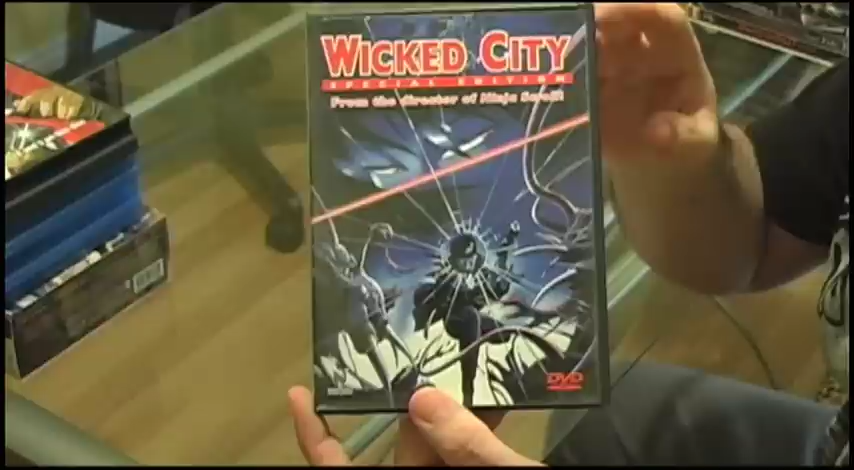 WICKED CITY
SPECIAL EDITION
From the director of Ninja Scroll
DVD